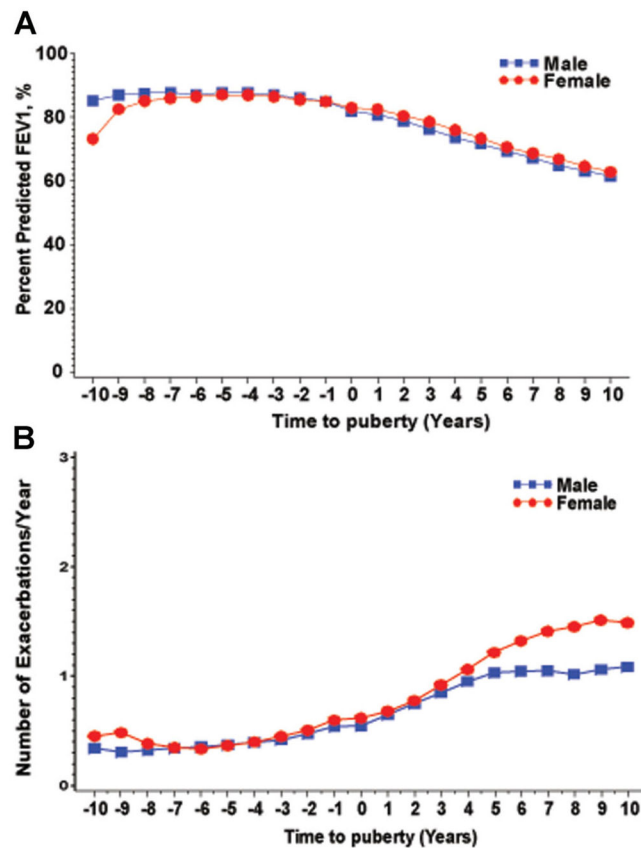 A
Percent Predicted FEV1, %
100
80
60
40
20
0
Male
Female
-10 -9 -8 -7 -6 -5 -4 -3 -2 -1 0 1 2 3 4 5 6 7 8 9 10
Time to puberty (Years)
B
Number of Exacerbations/Year
3
2
1
0
Male
Female
-10 -9 -8 -7 -6 -5 -4 -3 -2 -1 0 1 2 3 4 5 6 7 8 9 10
Time to puberty (Years)